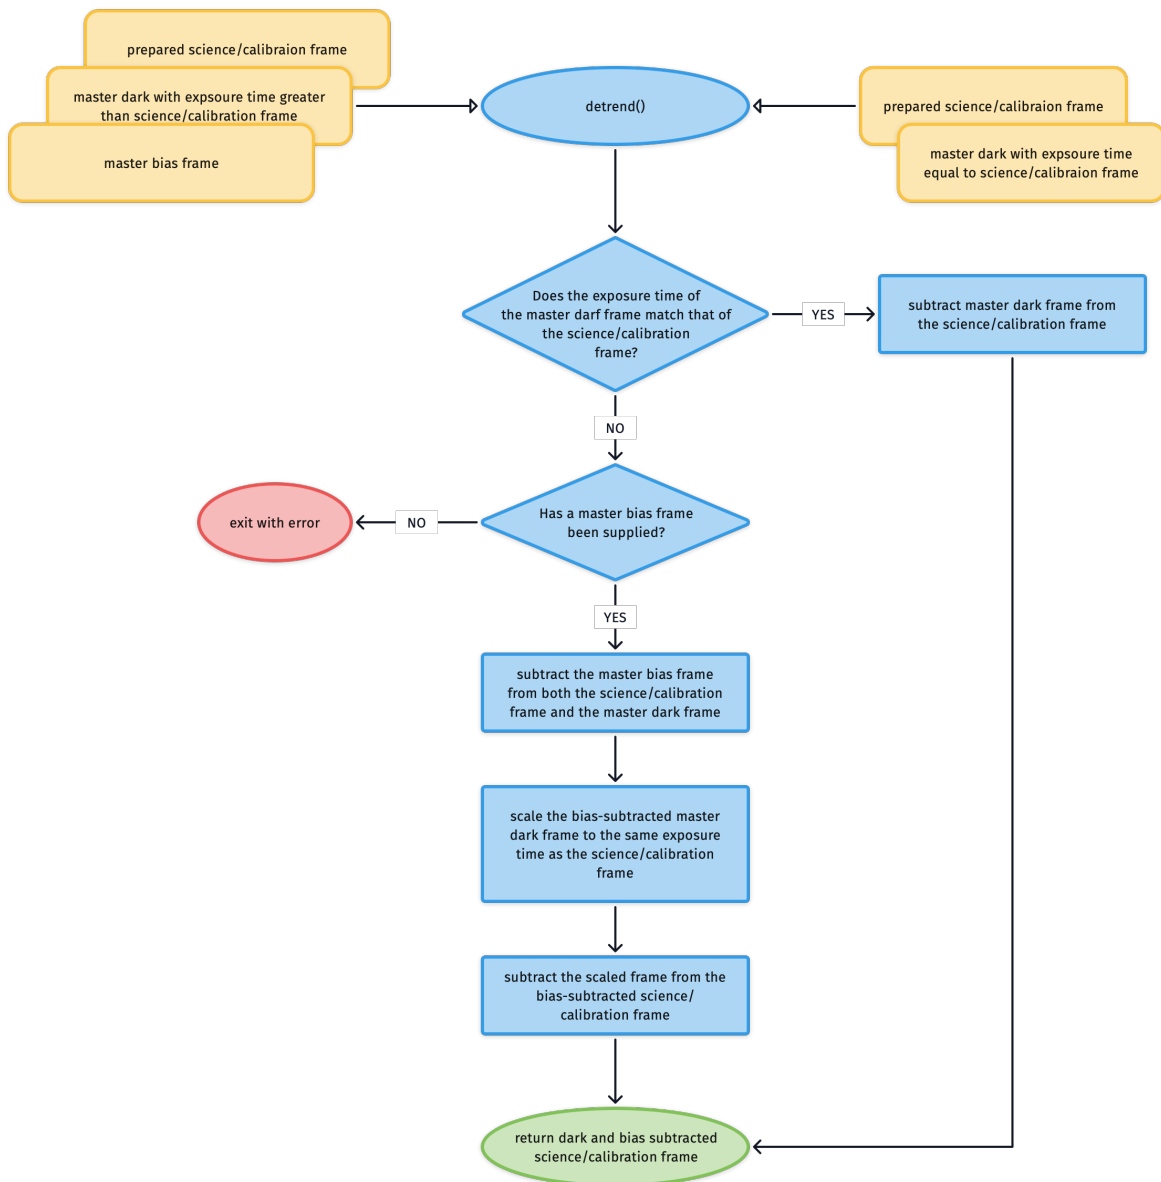 prepared science/calibraion frame
master dark with expsoure time greater
than science/calibration frame
master bias frame
detrend()
prepared science/calibraion frame
master dark with expsoure time
equal to science/calibraion frame
Does the exposure time of
the master darf frame match that of
the science/calibration
frame?
YES
subtract master dark frame from
the science/calibration frame
NO
Has a master bias frame
been supplied?
NO
exit with error
YES
subtract the master bias frame
from both the science/calibration
frame and the master dark frame
scale the bias-subtracted master
dark frame to the same exposure
time as the science/calibration
frame
subtract the scaled frame from the
bias-subtracted science/
calibration frame
return dark and bias subtracted
science/calibration frame